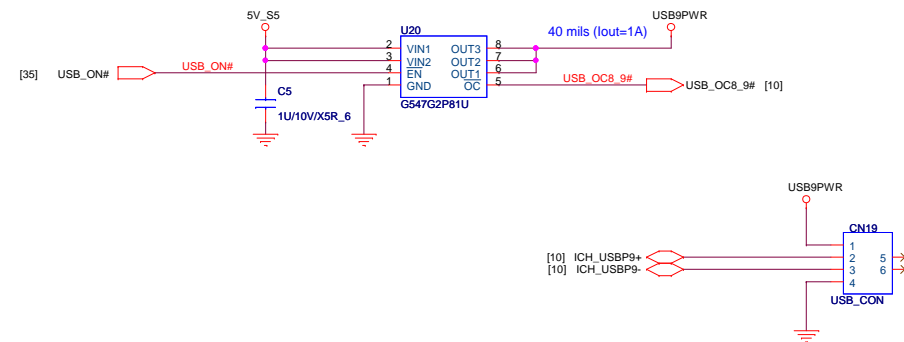 5V_S5
USB9PWR
U20
40 mils (Iout=1A)
2 VIN1 OUT3 8
3 VIN2 OUT2 7
[35] USB_ON# USB_ON# 4 EN OUT1 6
1 GND OC 5 USB_OC8_9# USB_OC8_9# [10]
C5
G547G2P81U
1U/10V/X5R_6
USB9PWR
CN19
1
[10] ICH_USBP9+ 2 5
[10] ICH_USBP9- 3 6
4
USB_CON